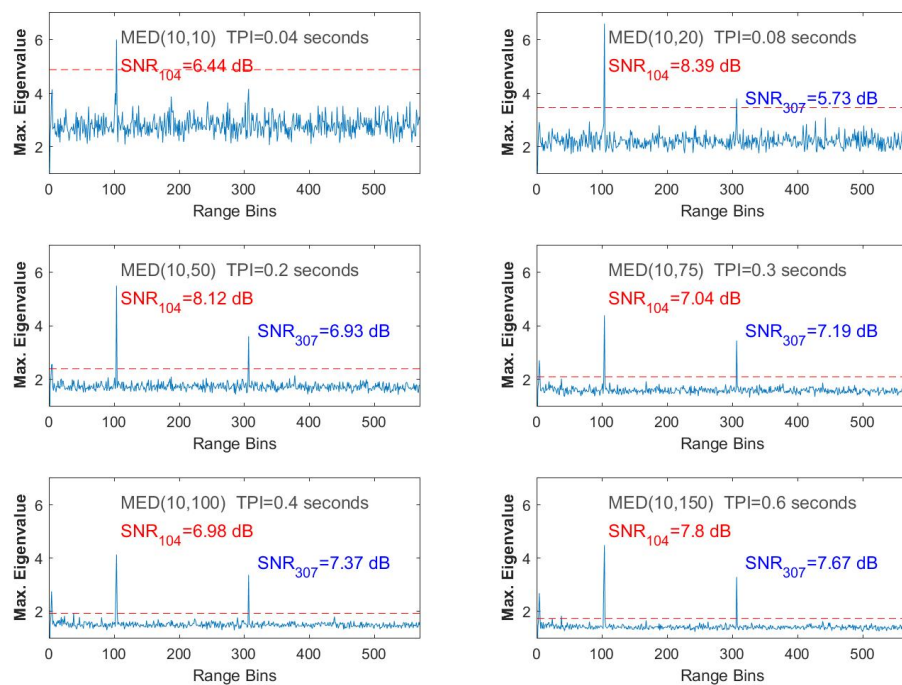 MED(10,10) TPI=0.04 seconds
SNR104=6.44 dB
Max. Eigenvalue
6
4
2
0 100 200 300 400 500
Range Bins
MED(10,20) TPI=0.08 seconds
SNR104=8.39 dB
SNR307=5.73 dB
Max. Eigenvalue
6
4
2
0 100 200 300 400 500
Range Bins
MED(10,50) TPI=0.2 seconds
SNR104=8.12 dB
SNR307=6.93 dB
Max. Eigenvalue
6
4
2
0 100 200 300 400 500
Range Bins
MED(10,75) TPI=0.3 seconds
SNR104=7.04 dB
SNR307=7.19 dB
Max. Eigenvalue
6
4
2
0 100 200 300 400 500
Range Bins
MED(10,100) TPI=0.4 seconds
SNR104=6.98 dB
SNR307=7.37 dB
Max. Eigenvalue
6
4
2
0 100 200 300 400 500
Range Bins
MED(10,150) TPI=0.6 seconds
SNR104=7.8 dB
SNR307=7.67 dB
Max. Eigenvalue
6
4
2
0 100 200 300 400 500
Range Bins